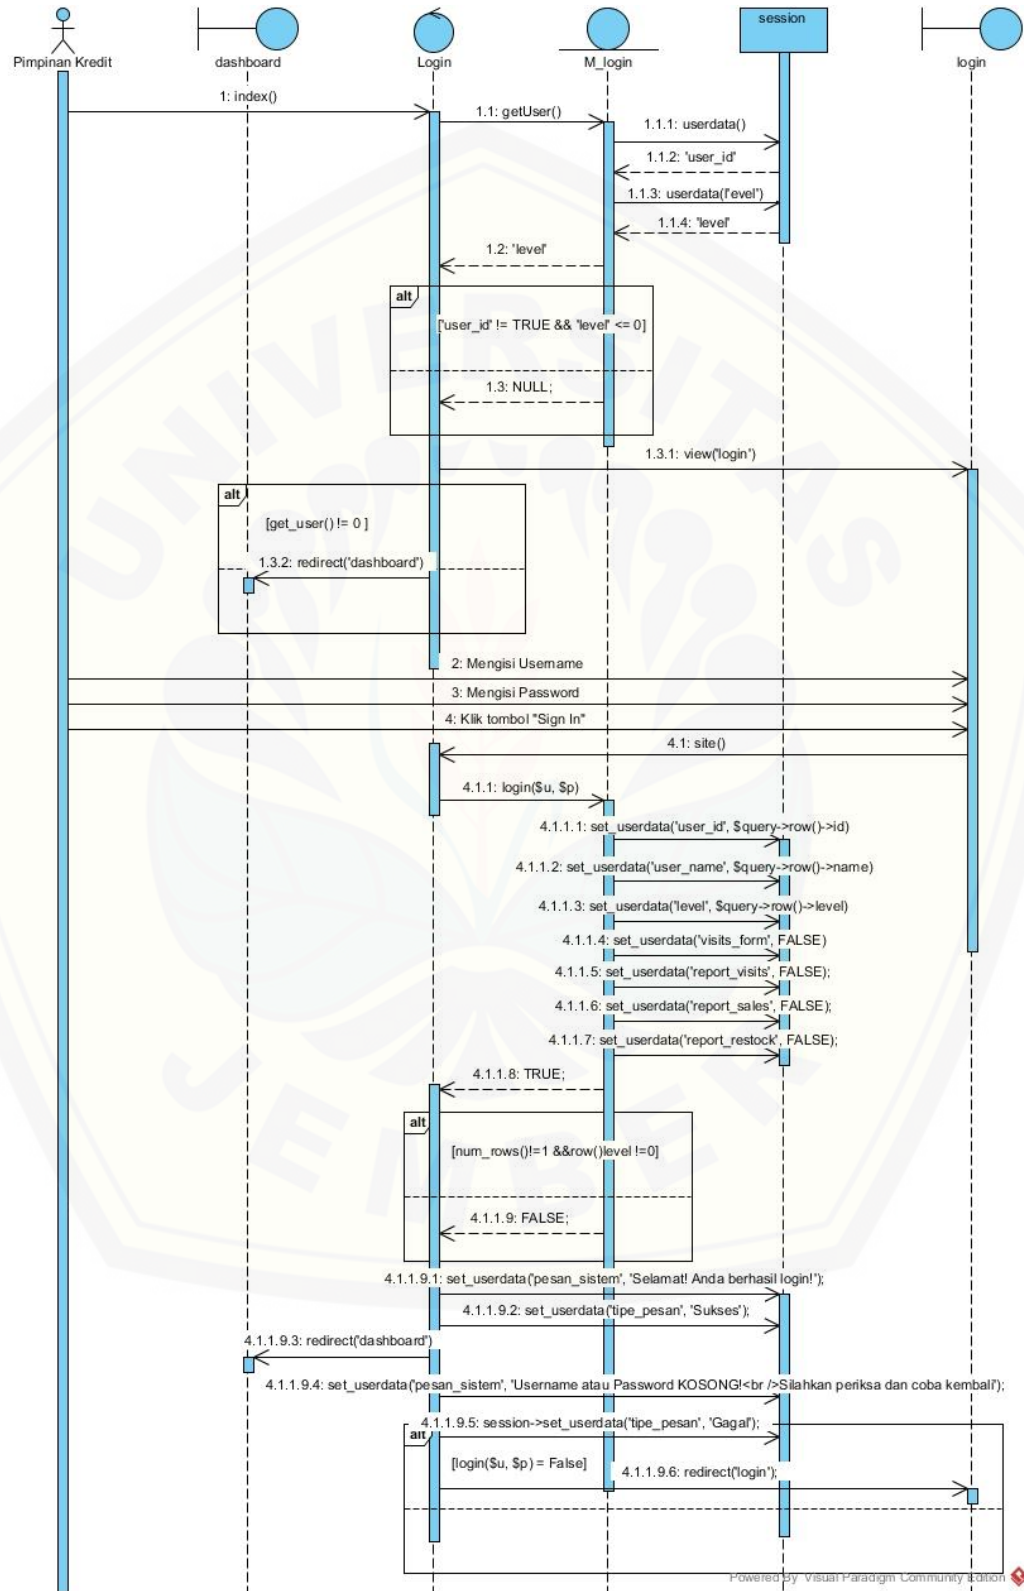 session
Pimpinan Kredit
dashboard
Login
M_login
login
1: index()
1.1: getUser()
1.1.1: userdata()
1.1.2: 'user_id'
1.1.3: userdata(l'evel')
1.1.4: 'level'
1.2: 'level'
alt
['user_id' != TRUE && 'level' <= 0]
1.3: NULL;
1.3.1: view('login')
alt
[get_user() != 0 ]
1.3.2: redirect('dashboard')
2: Mengisi Username
3: Mengisi Password
4: Klik tombol "Sign In"
4.1: site()
4.1.1: login($u, $p)
4.1.1.1: set_userdata('user_id', $query->row()->id)
4.1.1.2: set_userdata('user_name', $query->row()->name)
4.1.1.3: set_userdata('level', $query->row()->level)
4.1.1.4: set_userdata('visits_form', FALSE)
4.1.1.5: set_userdata('report_visits', FALSE);
4.1.1.6: set_userdata('report_sales', FALSE);
4.1.1.7: set_userdata('report_restock', FALSE);
4.1.1.8: TRUE;
alt
[num_rows()!=1 &&row()level !=0]
4.1.1.9: FALSE;
4.1.1.9.1: set_userdata('pesan_sistem', 'Selamat! Anda berhasil login!');
4.1.1.9.2: set_userdata('tipe_pesan', 'Sukses');
4.1.1.9.3: redirect('dashboard')
4.1.1.9.4: set_userdata('pesan_sistem', 'Username atau Password KOSONG!<br />Silahkan periksa dan coba kembali');
4.1.1.9.5: session->set_userdata('tipe_pesan', 'Gagal');
alt
[login($u, $p) = False]
4.1.1.9.6: redirect('login');
Powered By Visual Paradigm Community Edition
UNIVERSITAS
JEMBER